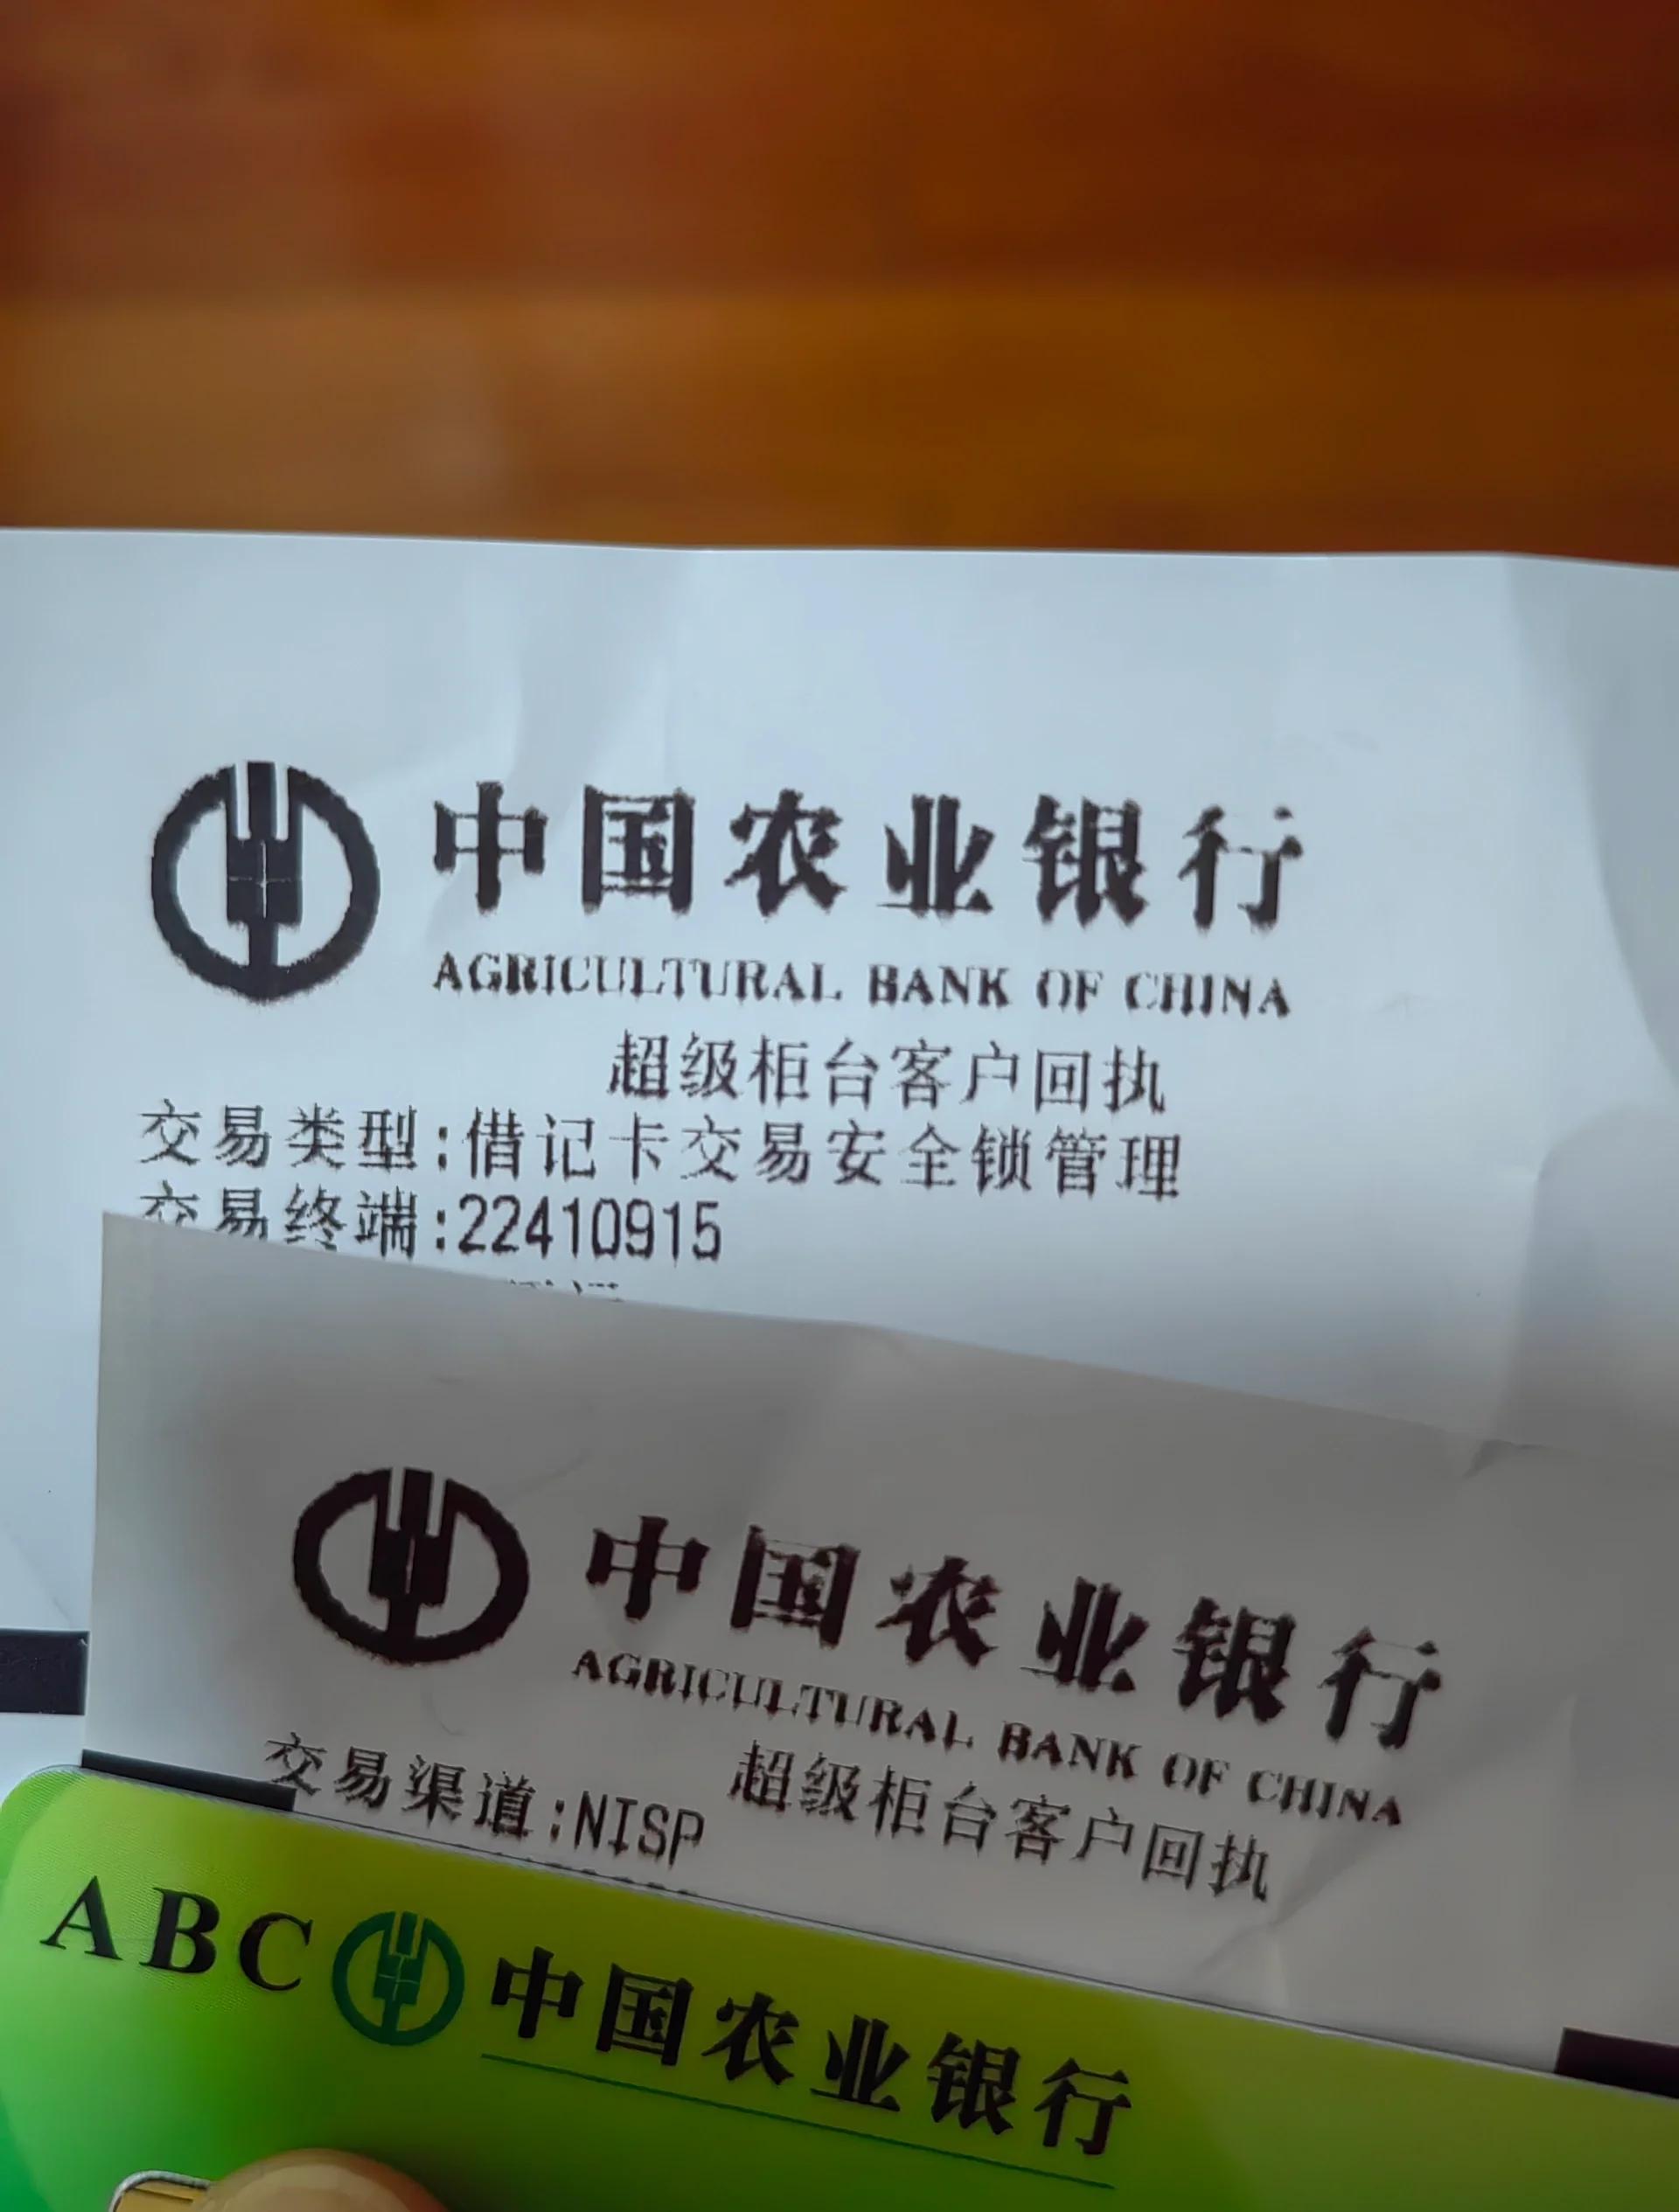 中国农业银行
AGRICULTURAL BANK OF CHINA
超级柜台客户回执
交易类型:借记卡交易安全锁管理
交易终端:22410915
中国农业银行
AGRICULTURAL BANK OF CHINA
超级柜台客户回执
交易渠道:NISP
ABC 中国农业银行